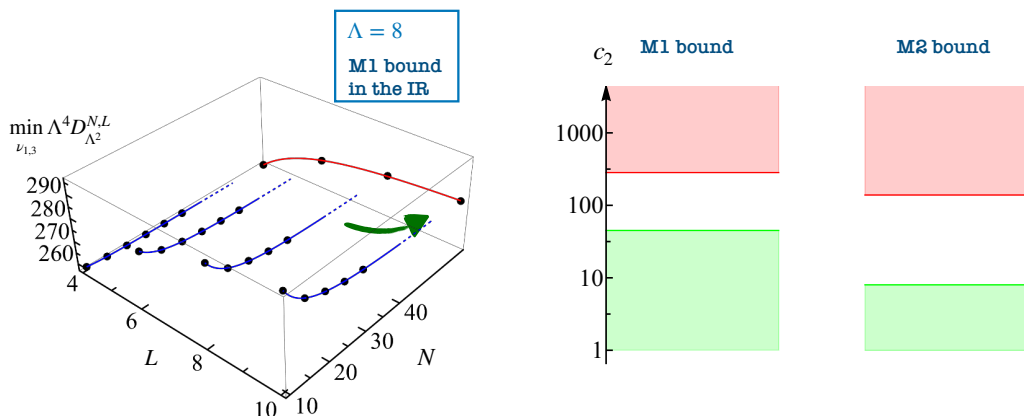 Λ = 8
M1 bound
in the IR
min Λ⁴D^{N,L}_{Λ²}
ν₁,₃
290
280
270
260
4
6
8
10
L
10
20
30
40
N
c₂
M1 bound
M2 bound
1000
100
10
1